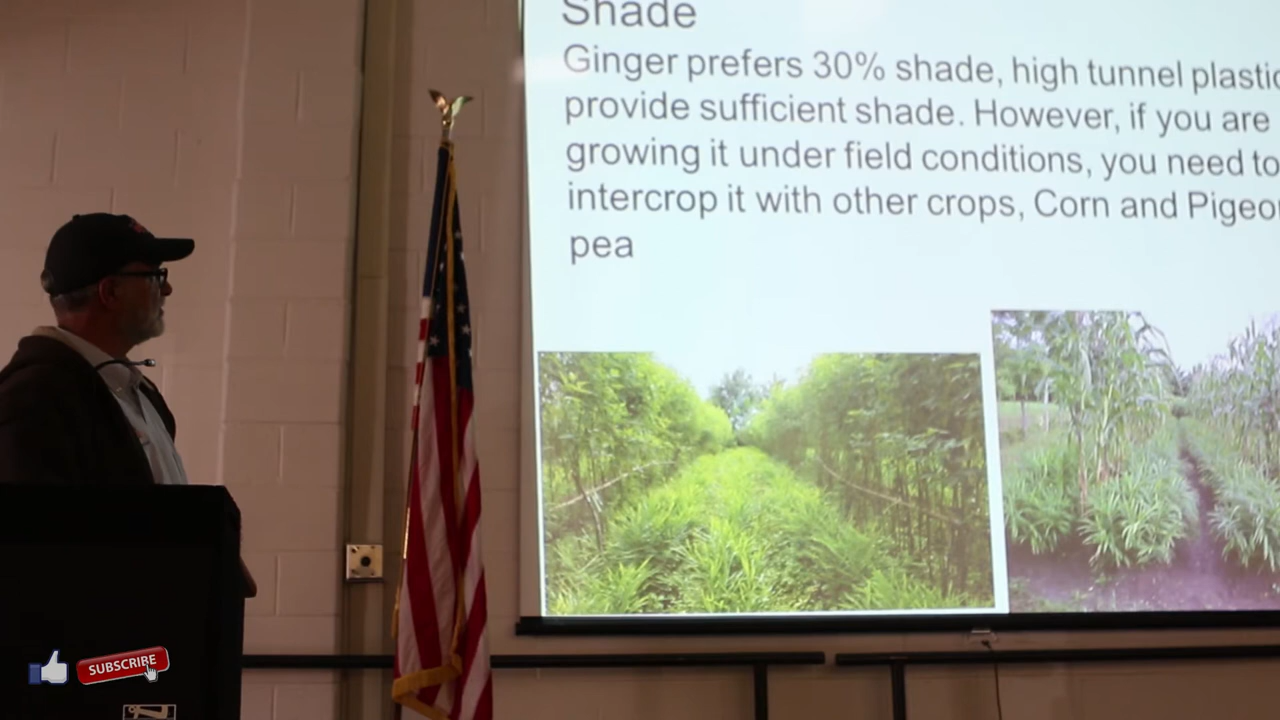 Shade
Ginger prefers 30% shade, high tunnel plastic
provide sufficient shade. However, if you are
growing it under field conditions, you need to
intercrop it with other crops, Corn and Pigeon
pea
SUBSCRIBE